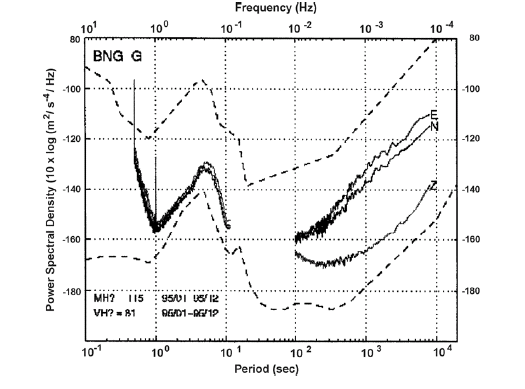 Frequency (Hz)
10¹ 10⁰ 10⁻¹ 10⁻² 10⁻³ 10⁻⁴
80 80
BNG G
-100 -100
-120 -120
-140 -140
-160 -160
-180 -180
E
N
Z
Power Spectral Density (10 x log (m²/ s⁻⁴/ Hz)
MH? 115 95/01 95/12
VH? = 81 95/01-95/12
10⁻¹ 10⁰ 10¹ 10² 10³ 10⁴
Period (sec)